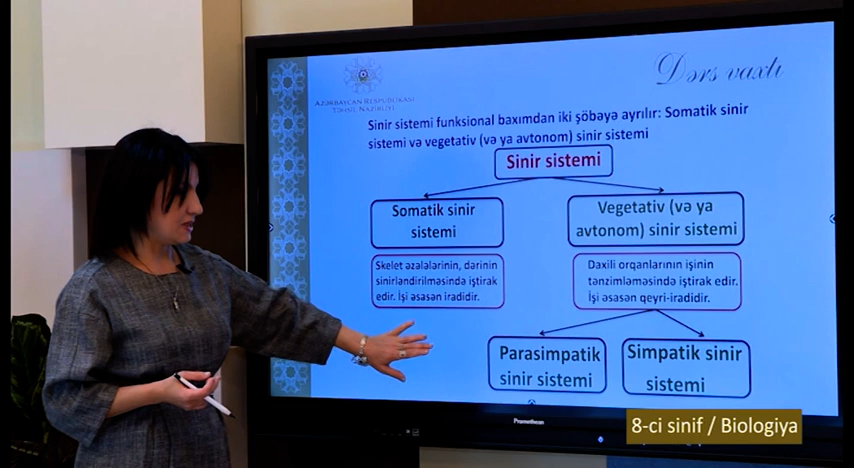 Dərs vaxtı
AZƏRBAYCAN RESPUBLİKASI
TƏHSİL NAZİRLİYİ
Sinir sistemi funksional baxımdan iki şöbəyə ayrılır: Somatik sinir
sistemi və vegetativ (və ya avtonom) sinir sistemi
Sinir sistemi
Somatik sinir
sistemi
Vegetativ (və ya
avtonom) sinir sistemi
Skelet əzələlərinin, dərinin
sinirləndirilməsində iştirak
edir. İşi əsasən iradidir.
Daxili orqanlarının işinin
tənzimləməsində iştirak edir.
İşi əsasən qeyri-iradidir.
Parasimpatik
sinir sistemi
Simpatik sinir
sistemi
Promethean
8-ci sinif / Biologiya